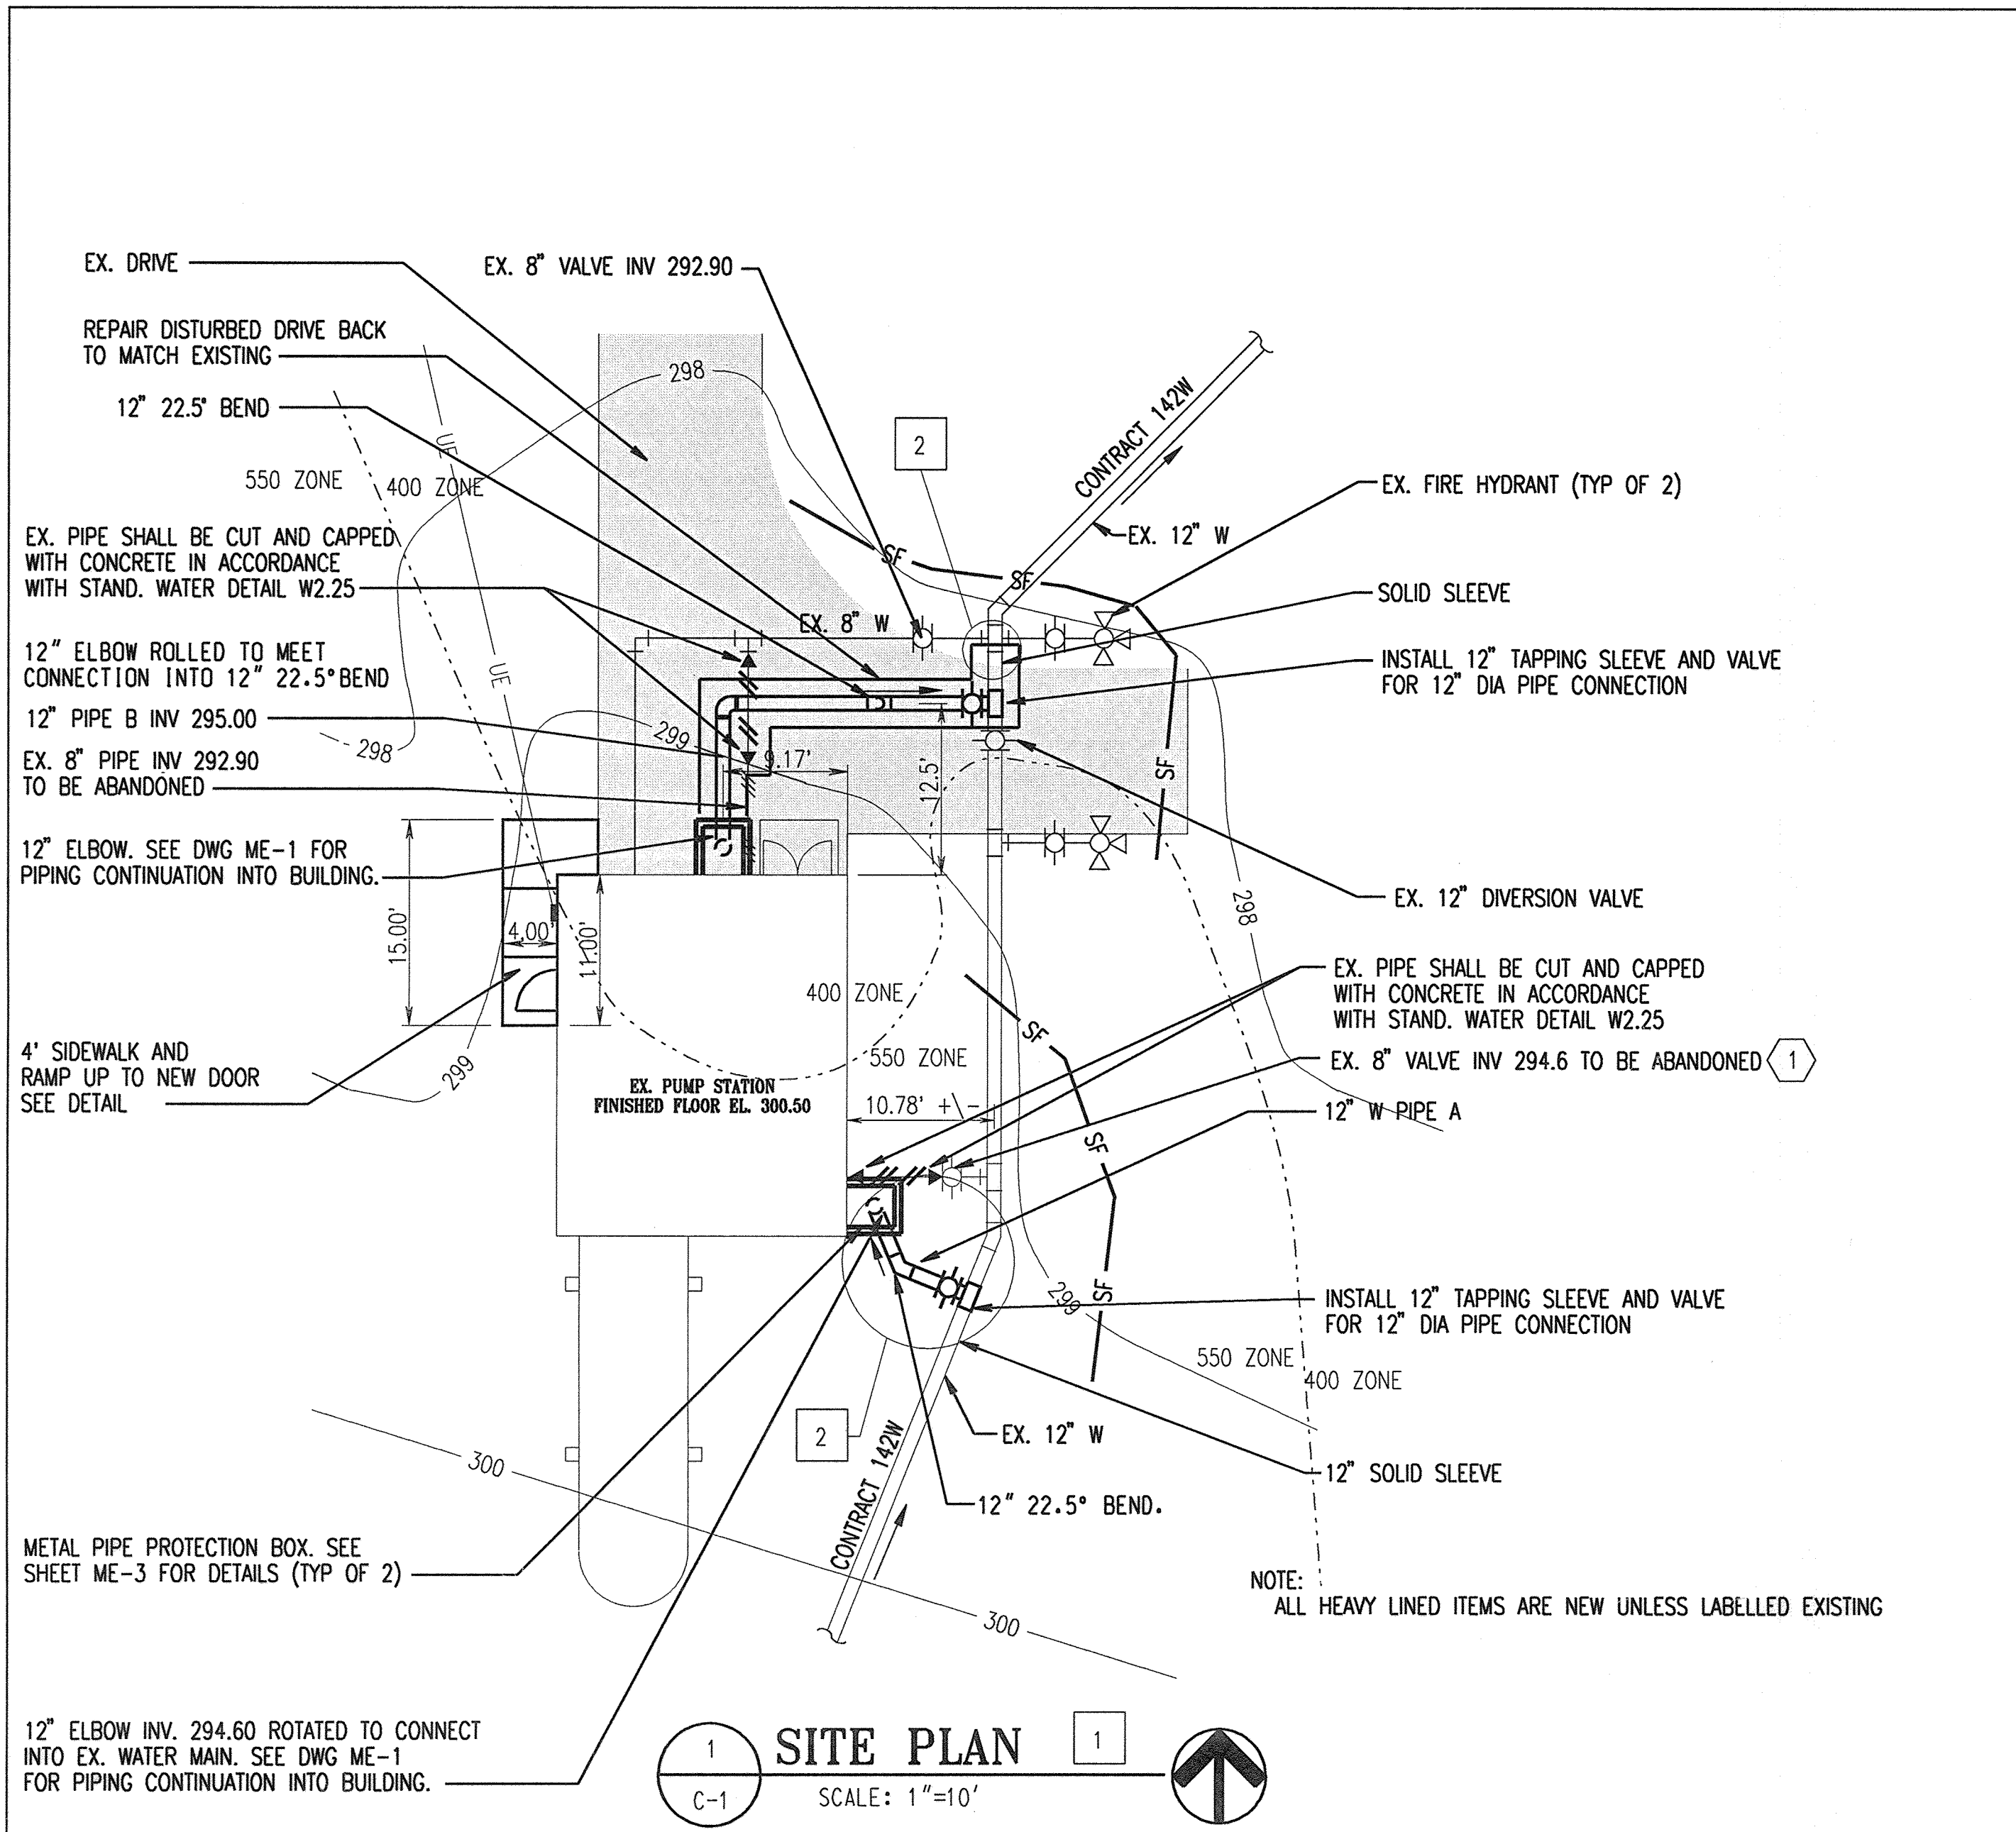 EX. DRIVE
EX. 8" VALVE INV 292.90
REPAIR DISTURBED DRIVE BACK
TO MATCH EXISTING
298
12" 22.5° BEND
CONTRACT 142W
2
UE
550 ZONE
400 ZONE
EX. FIRE HYDRANT (TYP OF 2)
EX. 12" W
EX. PIPE SHALL BE CUT AND CAPPED
WITH CONCRETE IN ACCORDANCE
WITH STAND. WATER DETAIL W2.25
SF
SF
SOLID SLEEVE
EX. 8" W
12" ELBOW ROLLED TO MEET
CONNECTION INTO 12" 22.5° BEND
UE
INSTALL 12" TAPPING SLEEVE AND VALVE
FOR 12" DIA PIPE CONNECTION
12" PIPE B INV 295.00
298
299
EX. 8" PIPE INV 292.90
TO BE ABANDONED
9.17'
12.5'
SF
12" ELBOW. SEE DWG ME-1 FOR
PIPING CONTINUATION INTO BUILDING.
EX. 12" DIVERSION VALVE
298
15.00'
4.00'
11.00'
EX. PIPE SHALL BE CUT AND CAPPED
WITH CONCRETE IN ACCORDANCE
WITH STAND. WATER DETAIL W2.25
400 ZONE
SF
4' SIDEWALK AND
RAMP UP TO NEW DOOR
SEE DETAIL
299
550 ZONE
EX. 8" VALVE INV 294.6 TO BE ABANDONED
1
EX. PUMP STATION
FINISHED FLOOR EL. 300.50
10.78' +\-
12" W PIPE A
SF
299
SF
INSTALL 12" TAPPING SLEEVE AND VALVE
FOR 12" DIA PIPE CONNECTION
550 ZONE
400 ZONE
2
EX. 12" W
CONTRACT 142W
300
12" SOLID SLEEVE
12" 22.5° BEND.
METAL PIPE PROTECTION BOX. SEE
SHEET ME-3 FOR DETAILS (TYP OF 2)
NOTE:
ALL HEAVY LINED ITEMS ARE NEW UNLESS LABELLED EXISTING
300
12" ELBOW INV. 294.60 ROTATED TO CONNECT
INTO EX. WATER MAIN. SEE DWG ME-1
FOR PIPING CONTINUATION INTO BUILDING.
1
C-1
SITE PLAN
1
SCALE: 1"=10'